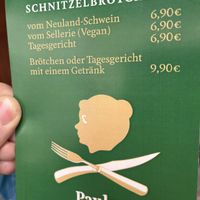 SCHNITZELBRÖTCH
vom Neuland-Schwein 6,90€
vom Sellerie (Vegan) 6,90€
Tagesgericht 6,90€
Brötchen oder Tagesgericht
mit einem Getränk 9,90€
Paul